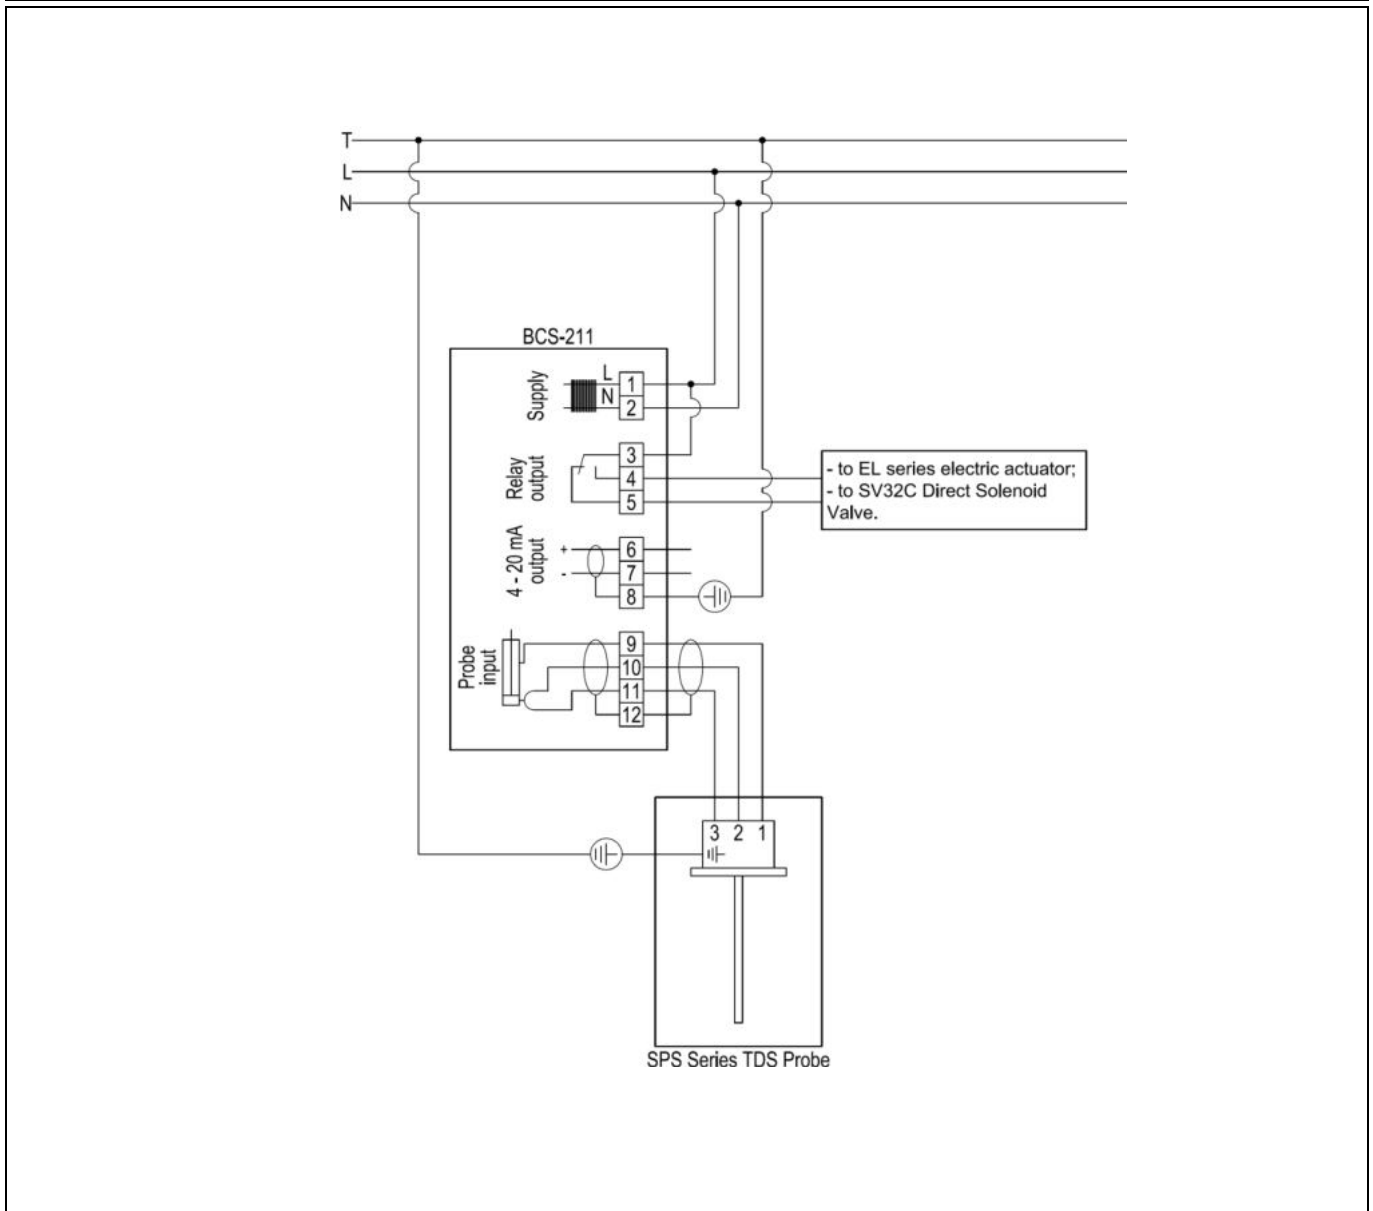 T
L
N
BCS-211
Supply
L
N
1
2
Relay
output
3
4
5
- to EL series electric actuator;
- to SV32C Direct Solenoid
Valve.
4 - 20 mA
output
+
-
6
7
8
Probe
input
9
10
11
12
3 2 1
SPS Series TDS Probe